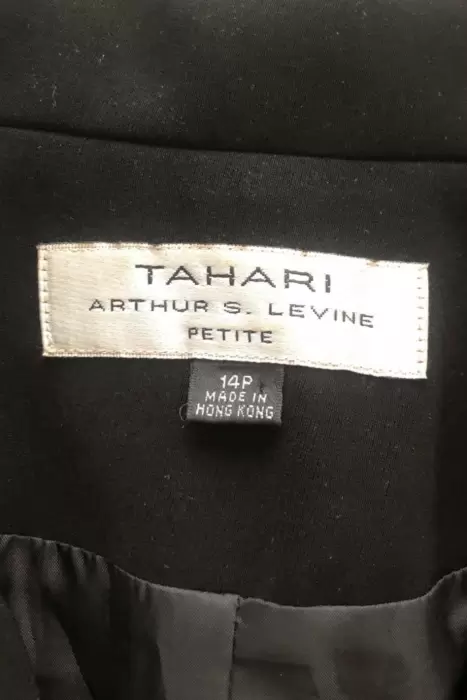 TAHARI
ARTHUR S. LEVINE
PETITE
14P
MADE IN
HONG KONG